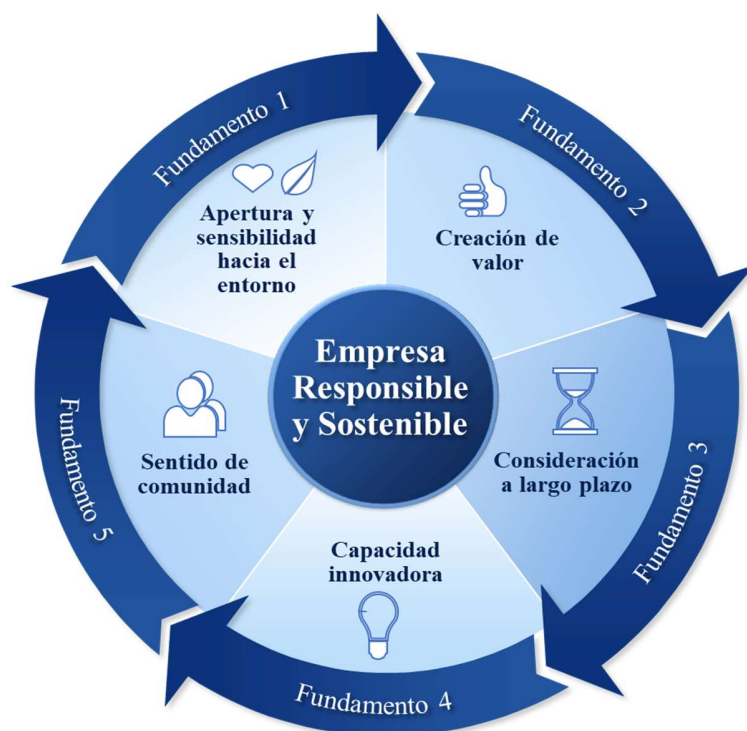 Fundamento 1
Apertura y
sensibilidad
hacia el
entorno
Fundamento 2
Creación de
valor
Empresa
Responsible
y Sostenible
Fundamento 3
Consideración
a largo plazo
Fundamento 4
Capacidad
innovadora
Fundamento 5
Sentido de
comunidad